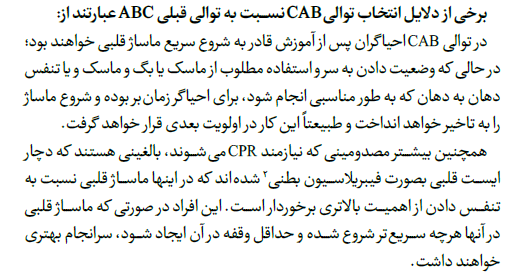 برخی از دلایل انتخاب توالی CAB نسبت به توالی قبلی ABC عبارتند از:
در توالی CAB احیاگران پس از آموزش قادر به شروع سریع ماساژ قلبی خواهند بود؛
در حالی که وضعیت دادن به سر و استفاده مطلوب از ماسک یا بگ و ماسک و یا تنفس
دهان به دهان که به طور مناسبی انجام شود، برای احیاگر زمان بر بوده و شروع ماساژ
را به تاخیر خواهد انداخت و طبیعتاً این کار در اولویت بعدی قرار خواهد گرفت.
همچنین بیشتر مصدومینی که نیازمند CPR می شوند، بالغینی هستند که دچار
ایست قلبی بصورت فیبریلاسیون بطنی۲ شده اند که در اینها ماساژ قلبی نسبت به
تنفس دادن از اهمیت بالاتری برخوردار است. این افراد در صورتی که ماساژ قلبی
در آنها هرچه سریع تر شروع شده و حداقل وقفه در آن ایجاد شود، سرانجام بهتری
خواهند داشت.